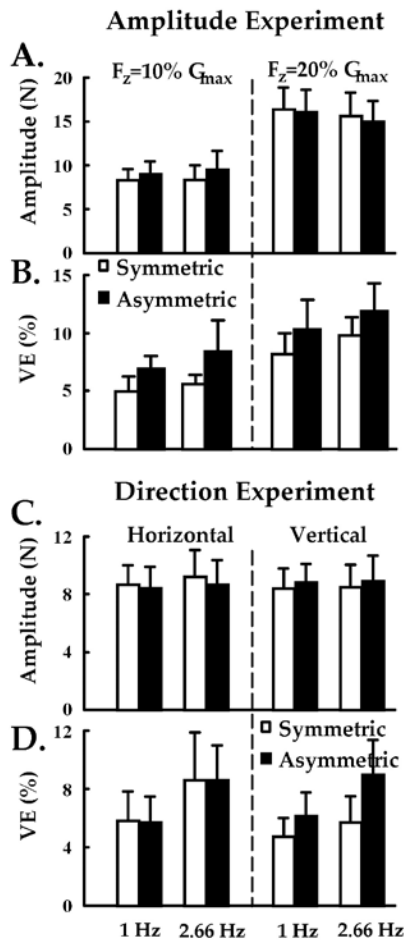 Amplitude Experiment
A.
Fz=10% Gmax
Fz=20% Gmax
Amplitude (N)
20
15
10
5
0
B.
Symmetric
Asymmetric
VE (%)
15
10
5
0
Direction Experiment
C.
Horizontal
Vertical
Amplitude (N)
12
8
4
0
D.
Symmetric
Asymmetric
VE (%)
12
8
4
0
1 Hz 2.66 Hz 1 Hz 2.66 Hz